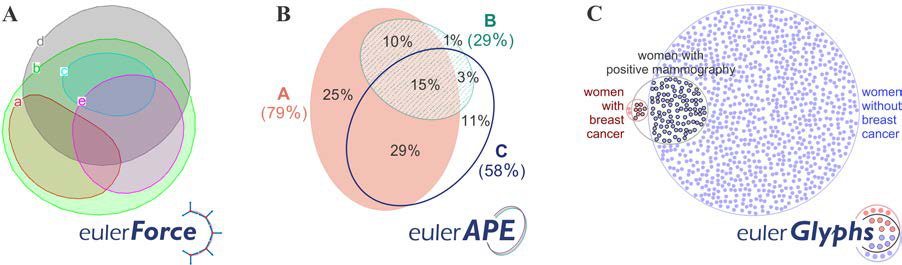 A
d
b
c
a
e
eulerForce
B
10%
1%
B
(29%)
15%
3%
A
(79%)
25%
11%
29%
C
(58%)
eulerAPE
C
women with
positive mammography
women
with
breast
cancer
women
without
breast
cancer
eulerGlyphs